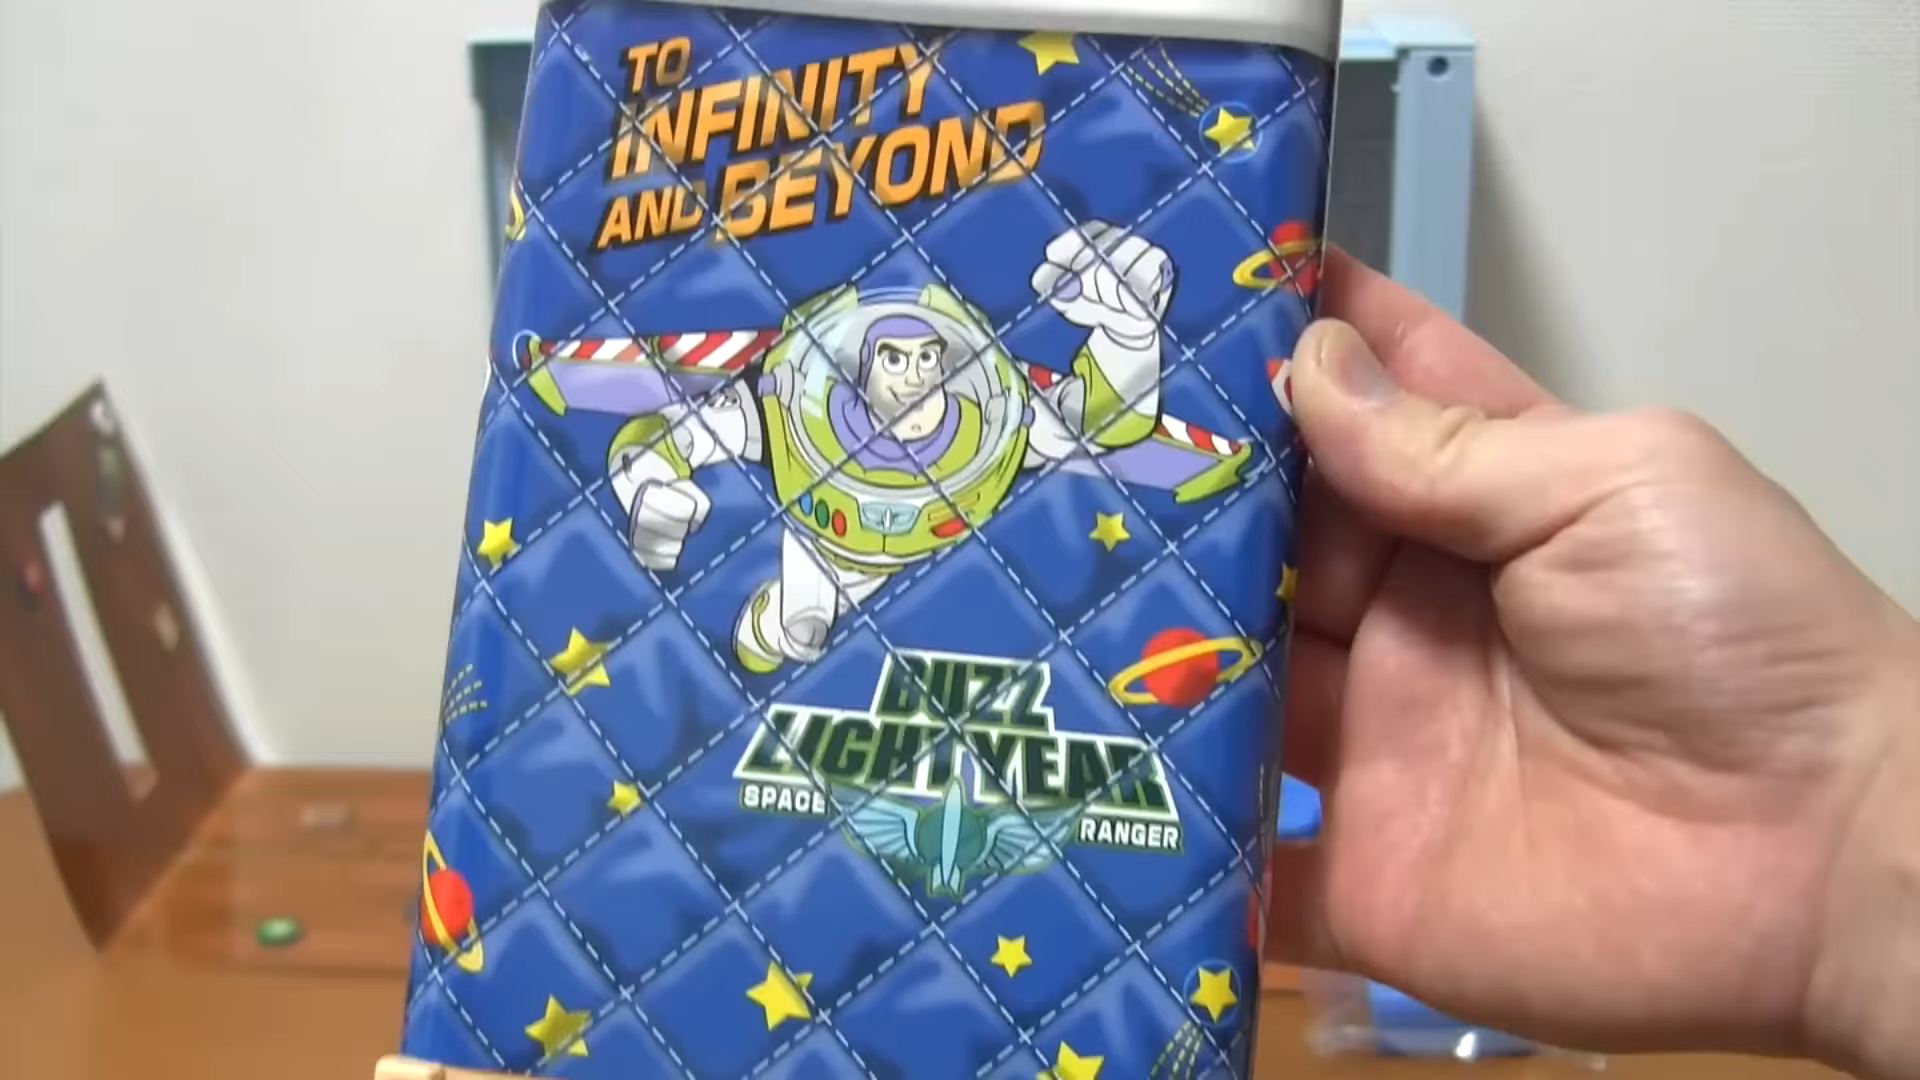 TO
INFINITY
AND BEYOND
BUZZ
LIGHTYEAR
SPACE
RANGER